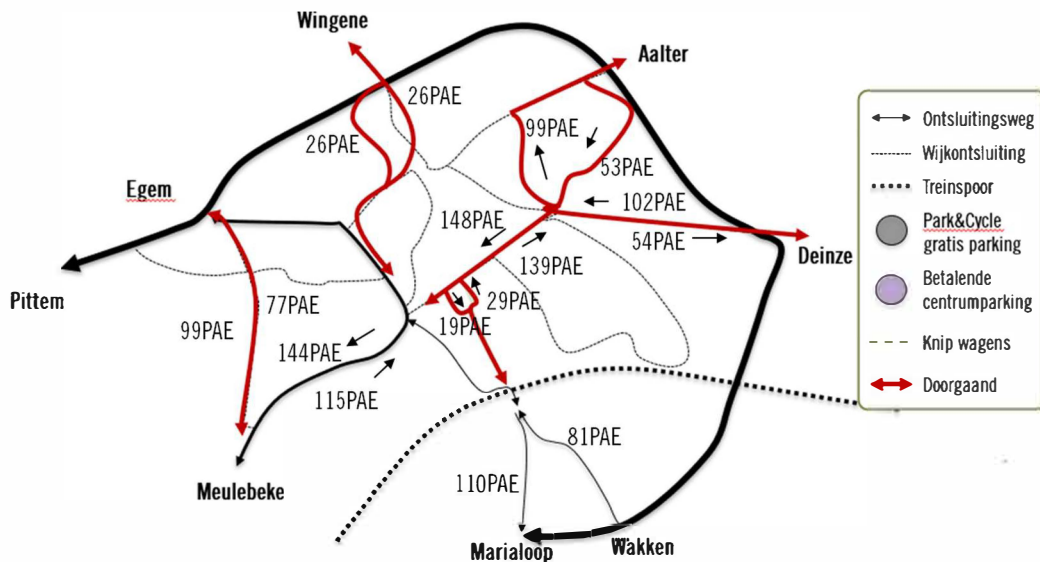 Wingene
Aalter
26PAE
99PAE
26PAE
53PAE
Egem
102PAE
148PAE
54PAE
Deinze
139PAE
Pittem
77PAE
29PAE
99PAE
19PAE
144PAE
115PAE
81PAE
110PAE
Meulebeke
Marialoop
Wakken
Ontsluitingsweg
Wijkontsluiting
Treinspoor
Park&Cycle
gratis parking
Betalende
centrumparking
Knip wagens
Doorgaand